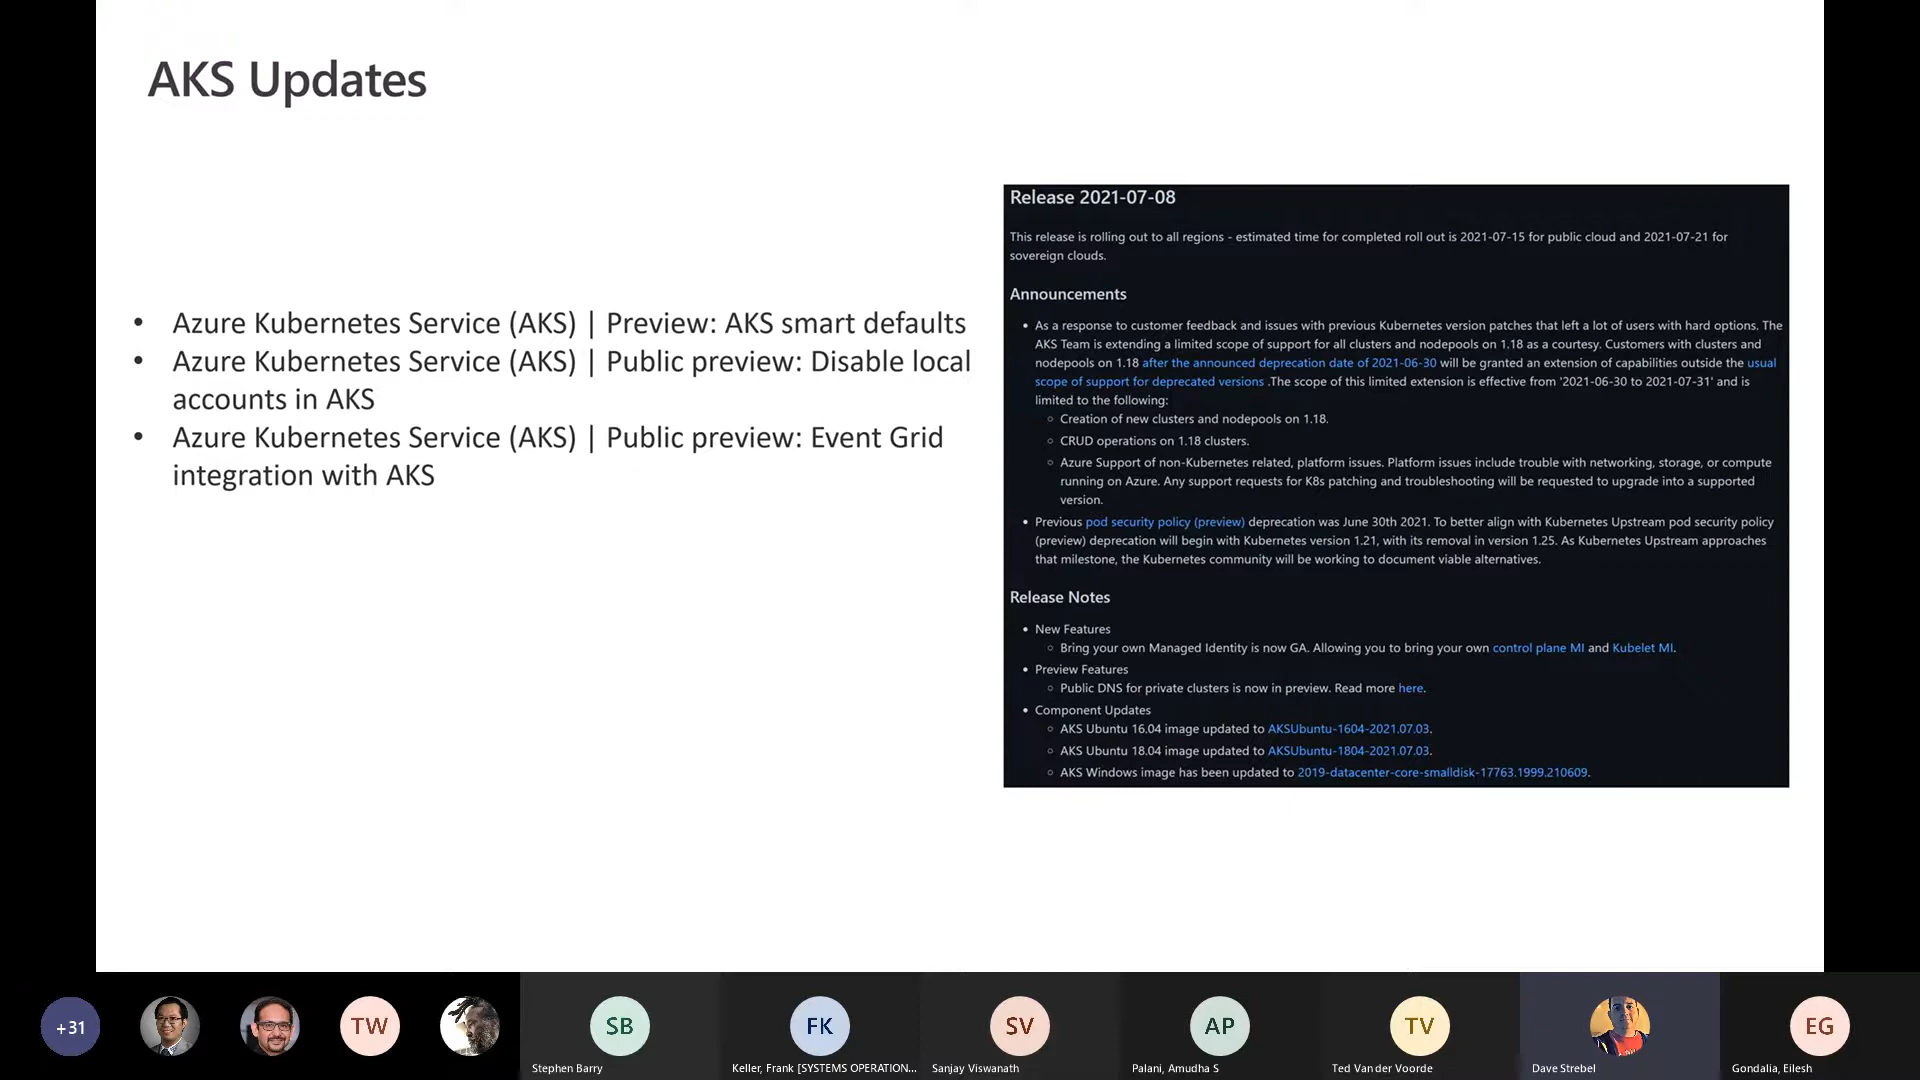 AKS Updates
• Azure Kubernetes Service (AKS) | Preview: AKS smart defaults
• Azure Kubernetes Service (AKS) | Public preview: Disable local
accounts in AKS
• Azure Kubernetes Service (AKS) | Public preview: Event Grid
integration with AKS
Release 2021-07-08
This release is rolling out to all regions - estimated time for completed roll out is 2021-07-15 for public cloud and 2021-07-21 for
sovereign clouds.
Announcements
• As a response to customer feedback and issues with previous Kubernetes version patches that left a lot of users with hard options. The
AKS Team is extending a limited scope of support for all clusters and nodepools on 1.18 as a courtesy. Customers with clusters and
nodepools on 1.18 after the announced deprecation date of 2021-06-30 will be granted an extension of capabilities outside the usual
scope of support for deprecated versions .The scope of this limited extension is effective from '2021-06-30 to 2021-07-31' and is
limited to the following:
○ Creation of new clusters and nodepools on 1.18.
○ CRUD operations on 1.18 clusters.
○ Azure Support of non-Kubernetes related, platform issues. Platform issues include trouble with networking, storage, or compute
running on Azure. Any support requests for K8s patching and troubleshooting will be requested to upgrade into a supported
version.
• Previous pod security policy (preview) deprecation was June 30th 2021. To better align with Kubernetes Upstream pod security policy
(preview) deprecation will begin with Kubernetes version 1.21, with its removal in version 1.25. As Kubernetes Upstream approaches
that milestone, the Kubernetes community will be working to document viable alternatives.
Release Notes
• New Features
○ Bring your own Managed Identity is now GA. Allowing you to bring your own control plane MI and Kubelet MI.
• Preview Features
○ Public DNS for private clusters is now in preview. Read more here.
• Component Updates
○ AKS Ubuntu 16.04 image updated to AKSUbuntu-1604-2021.07.03.
○ AKS Ubuntu 18.04 image updated to AKSUbuntu-1804-2021.07.03.
○ AKS Windows image has been updated to 2019-datacenter-core-smalldisk-17763.1999.210609.
+31 TW SB FK SV AP TV EG
Stephen Barry Keller, Frank [SYSTEMS OPERATION... Sanjay Viswanath Palani, Amudha S Ted Van der Voorde Dave Strebel Gondalia, Eilesh